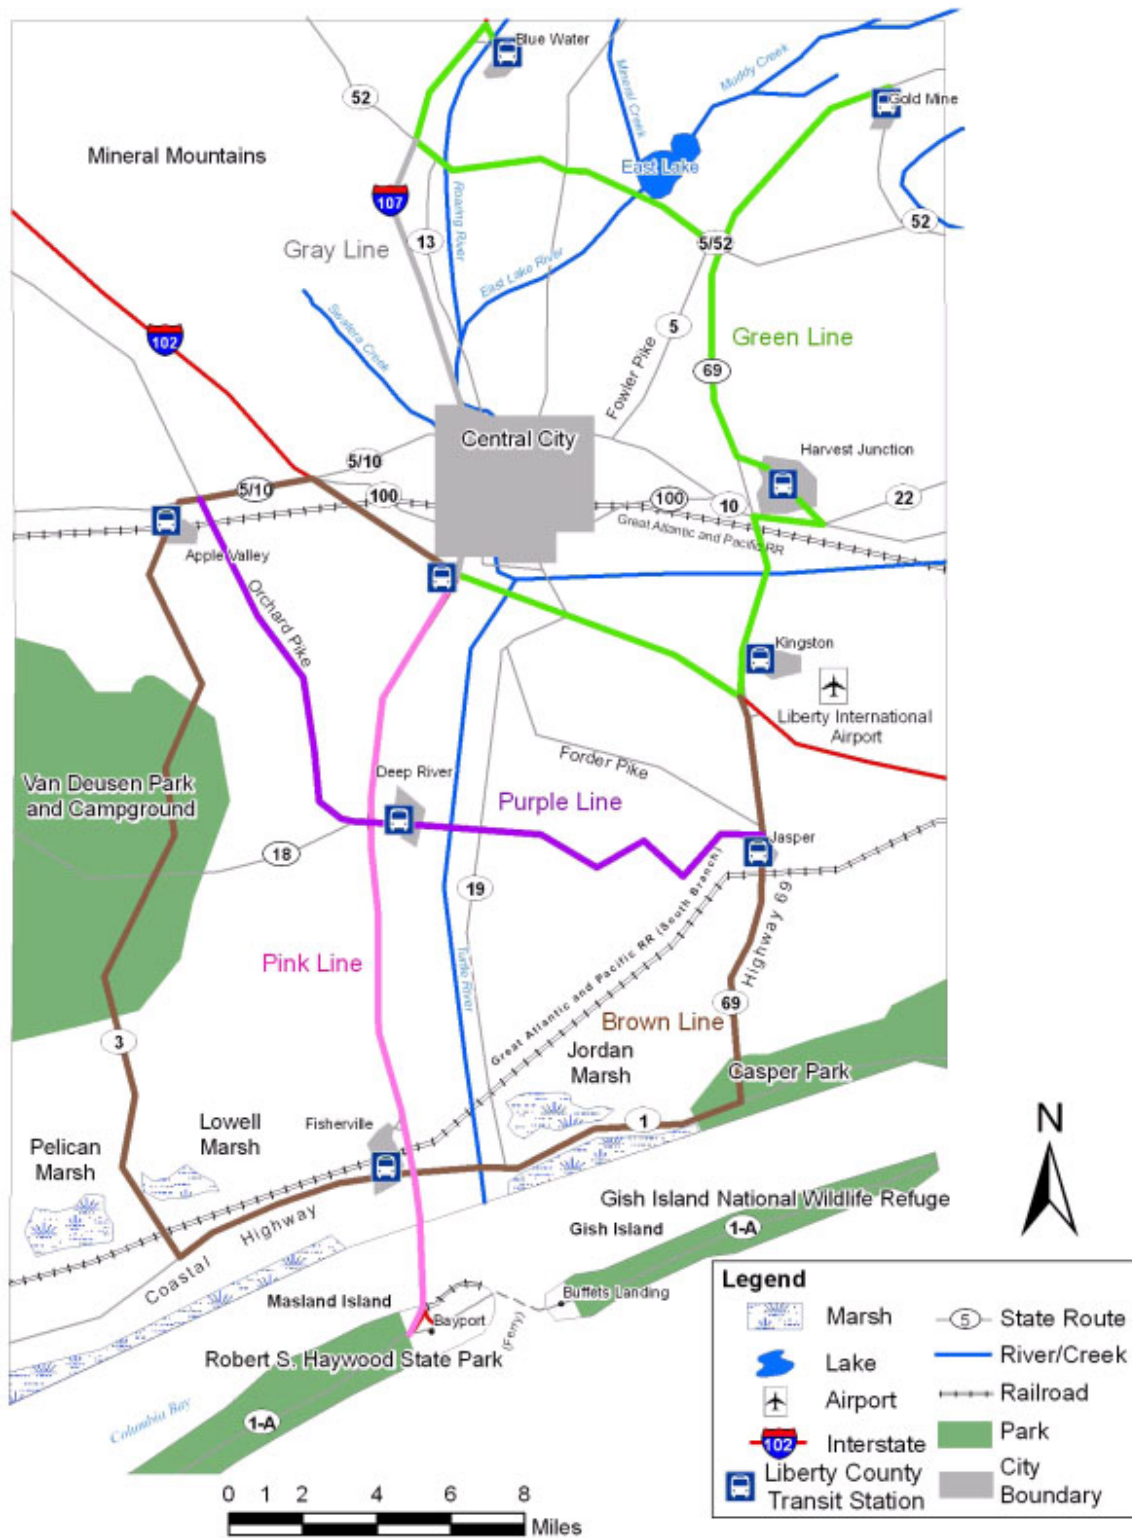 Blue Water
52
Mineral Creek
Muddy Creek
Gold Mine
Mineral Mountains
East Lake
107
Roaring River
13
Gray Line
5/52
52
East Lake River
Swatera Creek
102
5
Fowler Pike
Green Line
69
Central City
Harvest Junction
5/10
5/10
100
100
10
22
Great Atlantic and Pacific RR
Apple Valley
Orchard Pike
Kingston
Liberty International
Airport
Forder Pike
Deep River
Van Deusen Park
and Campground
Purple Line
Jasper
18
19
Great Atlantic and Pacific RR (South Branch)
Highway 69
Pink Line
Turtle River
69
Brown Line
3
Jordan
Marsh
Casper Park
Lowell
Marsh
Fisherville
1
Pelican
Marsh
Coastal Highway
Gish Island National Wildlife Refuge
Gish Island
1-A
Masland Island
Buffets Landing
Bayport
(Ferry)
Robert S. Haywood State Park
Columbia Bay
1-A
N
Legend
Marsh
Lake
Airport
102
Interstate
Liberty County
Transit Station
5
State Route
River/Creek
Railroad
Park
City
Boundary
0 1 2 4 6 8
Miles